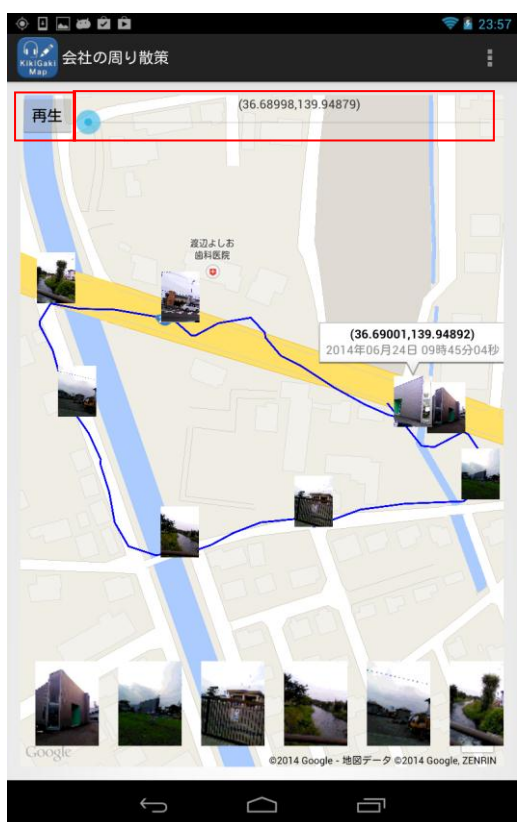 23:57
KikiGaki
Map
会社の周り散策
再生
(36.68998,139.94879)
渡辺よしお
歯科医院
(36.69001,139.94892)
2014年06月24日 09時45分04秒
Google
©2014 Google - 地図データ ©2014 Google, ZENRIN